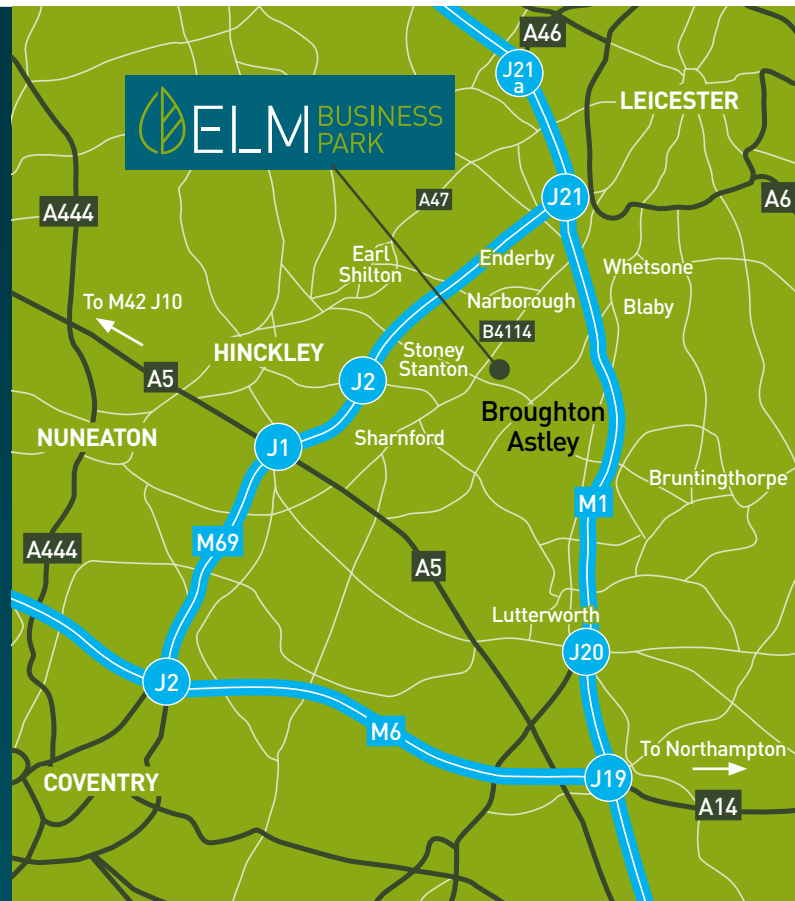 A46
J21
a
LEICESTER
ELM BUSINESS
PARK
A47
J21
A6
A444
Earl
Shilton
Enderby
Whetsone
To M42 J10
Narborough
Blaby
B4114
HINCKLEY
Stoney
Stanton
A5
J2
Broughton
Astley
NUNEATON
J1
Sharnford
Bruntingthorpe
M1
A444
M69
A5
Lutterworth
J20
J2
M6
To Northampton
COVENTRY
J19
A14